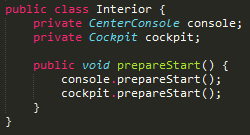 public class Interior {
    private CenterConsole console;
    private Cockpit cockpit;

    public void prepareStart() {
        console.prepareStart();
        cockpit.prepareStart();
    }
}